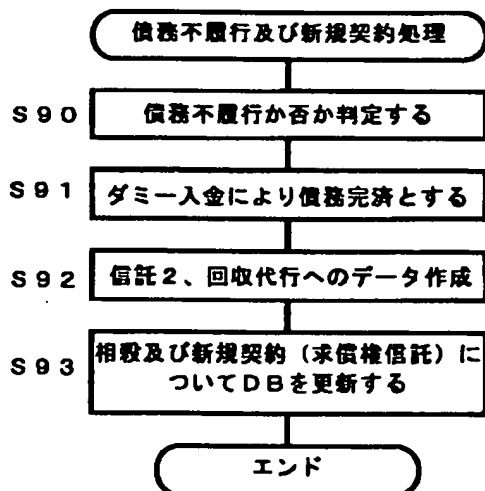 債務不履行及び新規契約処理
S90 債務不履行か否か判定する
S91 ダミー入金により債務完済とする
S92 信託2、回収代行へのデータ作成
S93 相殺及び新規契約(求償権信託)に
ついてDBを更新する
エンド